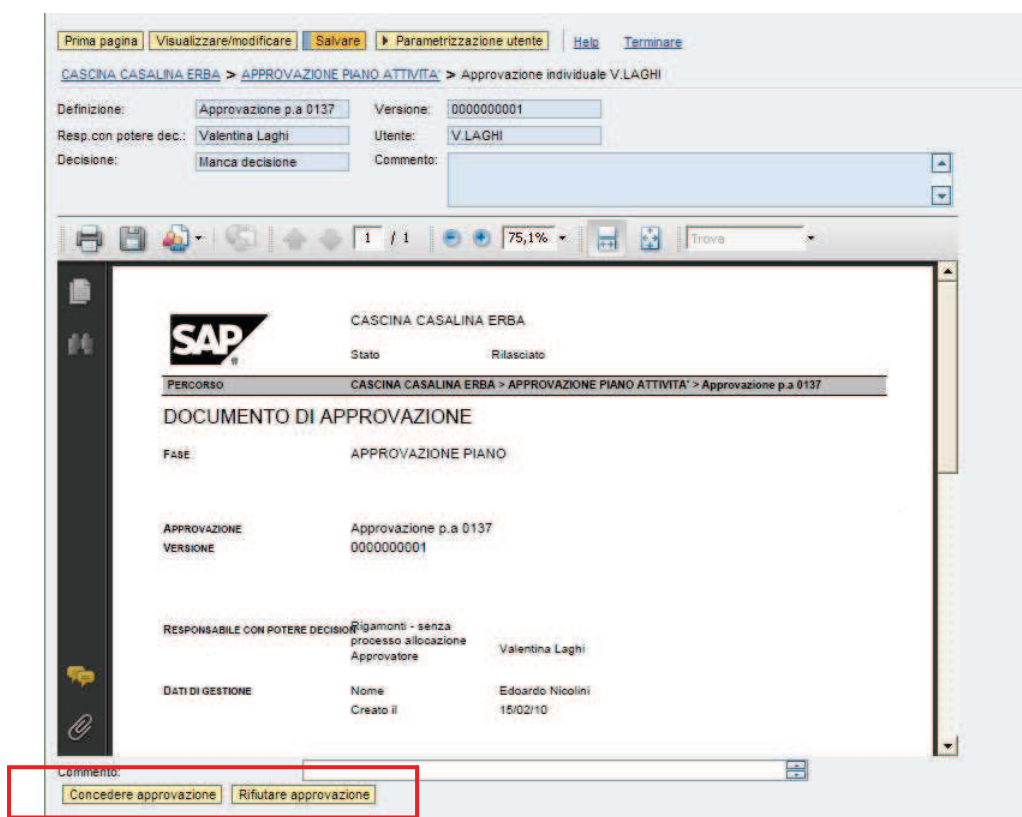 Prima pagina Visualizzare/modificare Salvare Parametrizzazione utente Help Terminare
CASCINA CASALINA ERBA > APPROVAZIONE PIANO ATTIVITA' > Approvazione individuale V.LAGHI
Definizione: Approvazione p.a 0137 Versione: 0000000001
Resp.con potere dec.: Valentina Laghi Utente: V.LAGHI
Decisione: Manca decisione Commento:
1 / 1 75,1% Trova
SAP ®
CASCINA CASALINA ERBA
Stato Rilasciato
PERCORSO CASCINA CASALINA ERBA > APPROVAZIONE PIANO ATTIVITA' > Approvazione p.a 0137
DOCUMENTO DI APPROVAZIONE
FASE APPROVAZIONE PIANO
APPROVAZIONE Approvazione p.a 0137
VERSIONE 0000000001
RESPONSABILE CON POTERE DECISION Rigamonti - senza
processo allocazione
Approvatore Valentina Laghi
DATI DI GESTIONE Nome Edoardo Nicolini
Creato il 15/02/10
Commento:
Concedere approvazione Rifiutare approvazione